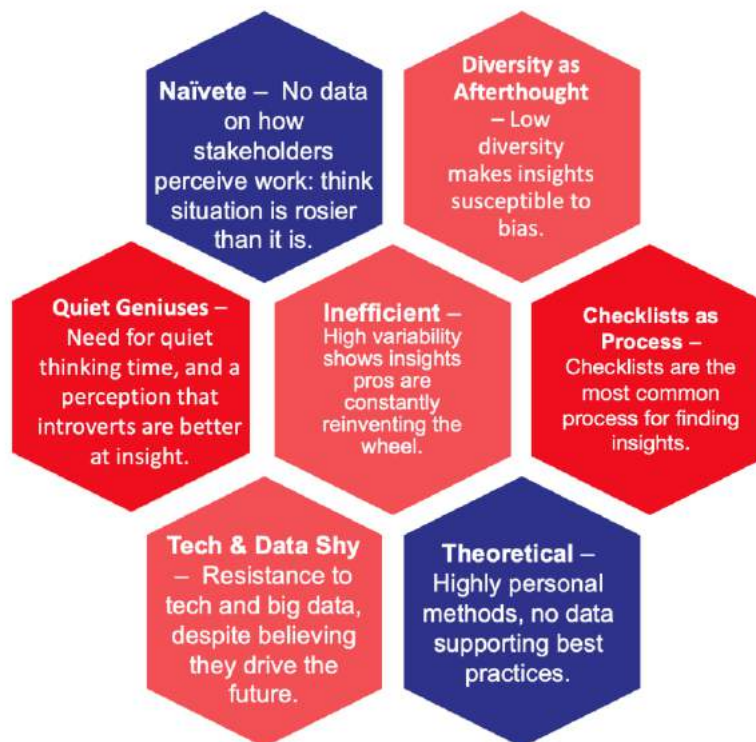 Naïvete – No data
on how
stakeholders
perceive work: think
situation is rosier
than it is.
Diversity as
Afterthought
– Low
diversity
makes insights
susceptible to
bias.
Quiet Geniuses –
Need for quiet
thinking time, and a
perception that
introverts are better
at insight.
Inefficient –
High variability
shows insights
pros are
constantly
reinventing the
wheel.
Checklists as
Process –
Checklists are the
most common
process for finding
insights.
Tech & Data Shy
– Resistance to
tech and big data,
despite believing
they drive the
future.
Theoretical –
Highly personal
methods, no data
supporting best
practices.